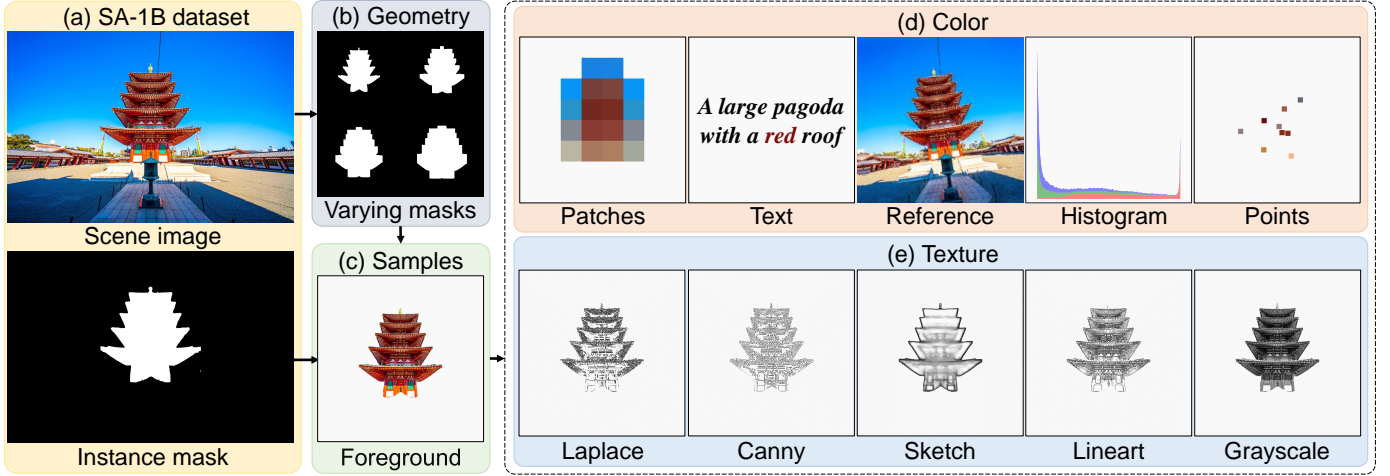 (a) SA-1B dataset
Scene image
Instance mask
(b) Geometry
Varying masks
(c) Samples
Foreground
(d) Color
A large pagoda
with a red roof
Patches
Text
Reference
Histogram
Points
(e) Texture
Laplace
Canny
Sketch
Lineart
Grayscale